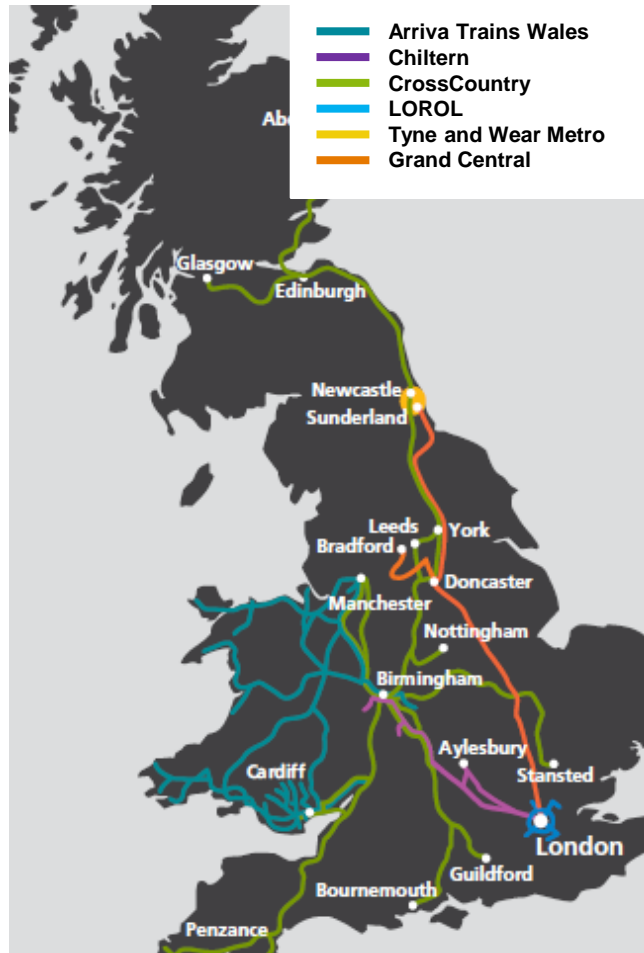 Arriva Trains Wales
Chiltern
CrossCountry
LOROL
Tyne and Wear Metro
Grand Central
Glasgow
Edinburgh
Newcastle
Sunderland
Leeds
York
Bradford
Doncaster
Manchester
Nottingham
Birmingham
Aylesbury
Cardiff
Stansted
London
Guildford
Bournemouth
Penzance